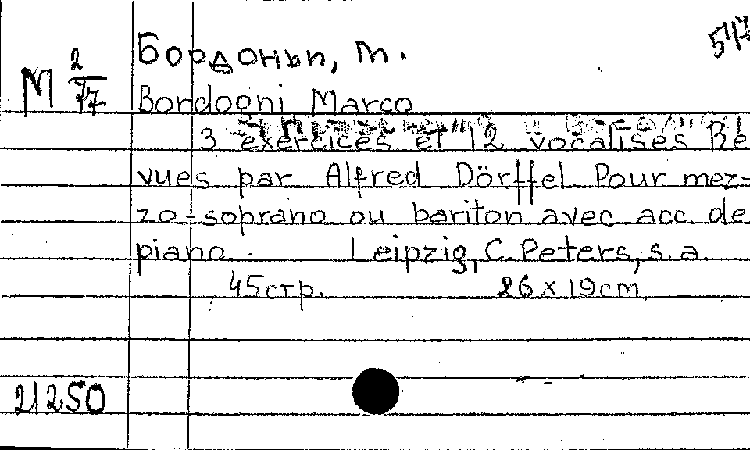 М 2/77
Бордоньи, М.
Bordogni Marco
3 exercices et 12 vocalises Re
vues par Alfred Dörffel Pour mez-
zo-soprano ou bariton avec acc. de
piano. Leipzig, C. Peters, s. a.
45стр. 26 x 19cm
21250